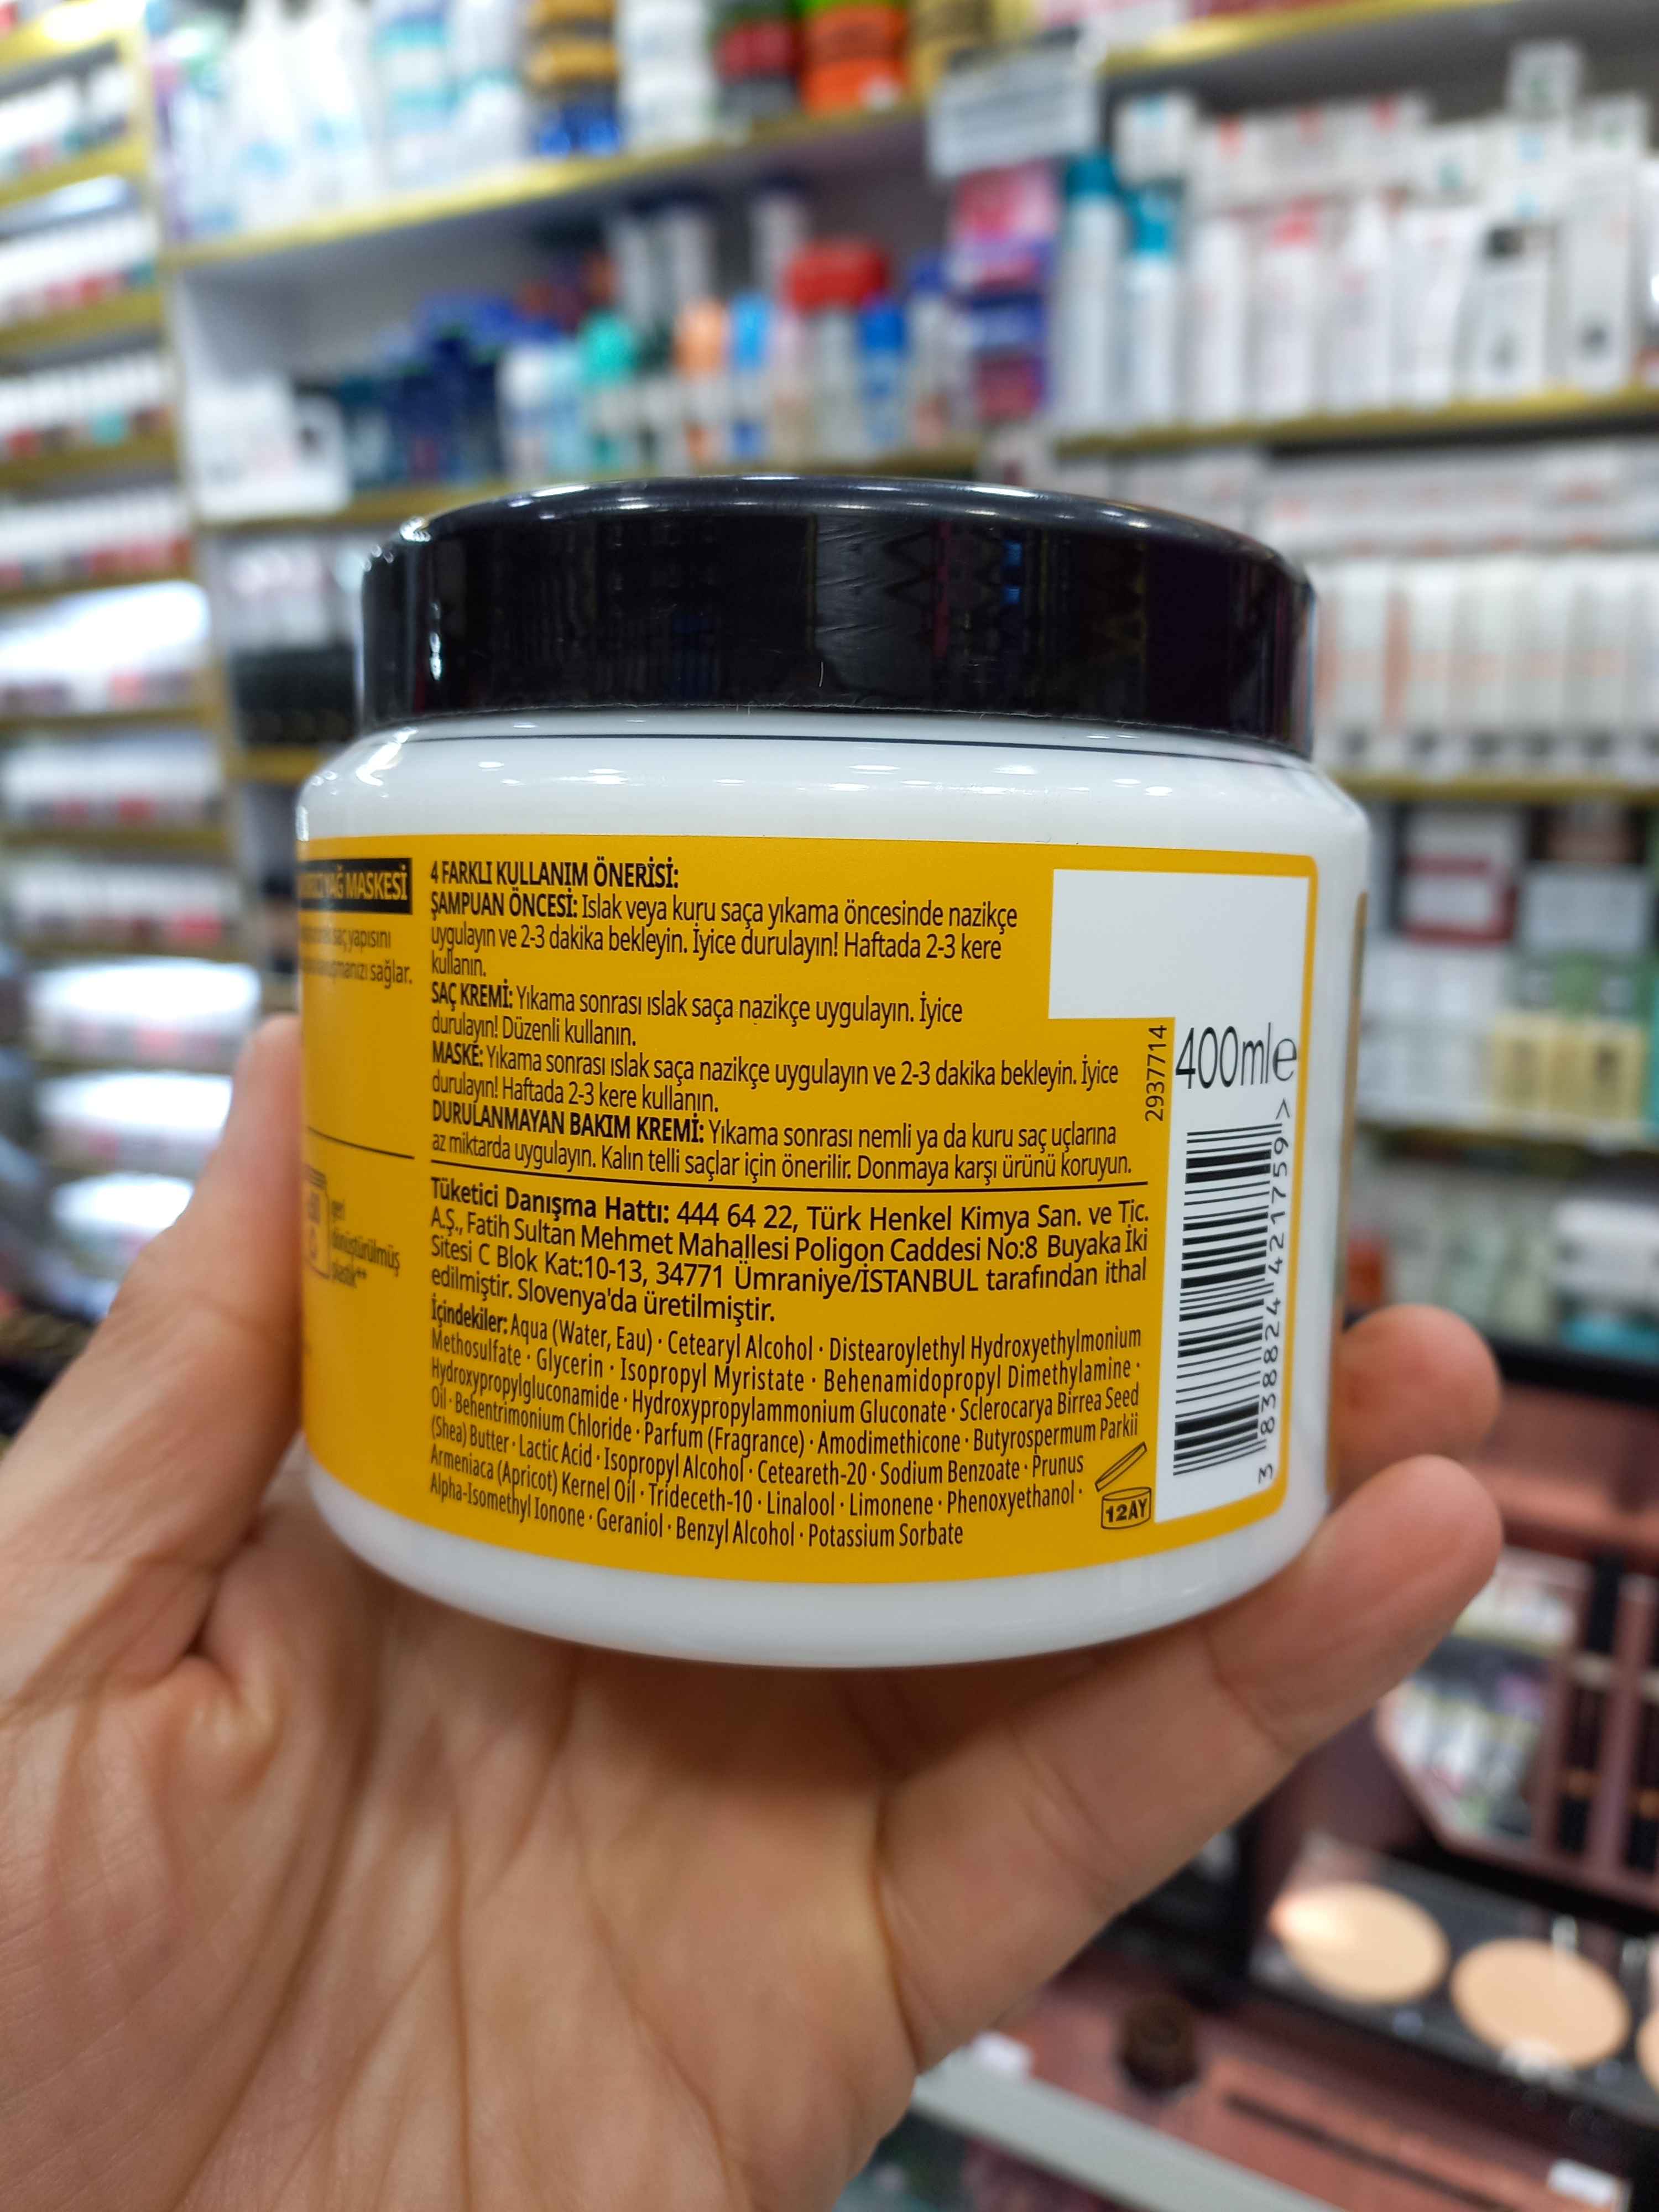 MASKESİ
saç yapısını
sağlar.
geri
dönüştürülmüş
plastik**
4 FARKLI KULLANIM ÖNERİSİ:
ŞAMPUAN ÖNCESİ: Islak veya kuru saça yıkama öncesinde nazikçe
uygulayın ve 2-3 dakika bekleyin. İyice durulayın! Haftada 2-3 kere
kullanın.
SAÇ KREMİ: Yıkama sonrası ıslak saça nazikçe uygulayın. İyice
durulayın! Düzenli kullanın.
MASKE: Yıkama sonrası ıslak saça nazikçe uygulayın ve 2-3 dakika bekleyin. İyice
durulayın! Haftada 2-3 kere kullanın.
DURULANMAYAN BAKIM KREMİ: Yıkama sonrası nemli ya da kuru saç uçlarına
az miktarda uygulayın. Kalın telli saçlar için önerilir. Donmaya karşı ürünü koruyun.
Tüketici Danışma Hattı: 444 64 22, Türk Henkel Kimya San. ve Tic.
A.Ş., Fatih Sultan Mehmet Mahallesi Poligon Caddesi No:8 Buyaka İki
Sitesi C Blok Kat:10-13, 34771 Ümraniye/İSTANBUL tarafından ithal
edilmiştir. Slovenya'da üretilmiştir.
İçindekiler: Aqua (Water, Eau) · Cetearyl Alcohol · Distearoylethyl Hydroxyethylmonium
Methosulfate · Glycerin · Isopropyl Myristate · Behenamidopropyl Dimethylamine ·
Hydroxypropylgluconamide · Hydroxypropylammonium Gluconate · Sclerocarya Birrea Seed
Oil · Behentrimonium Chloride · Parfum (Fragrance) · Amodimethicone · Butyrospermum Parkii
(Shea) Butter · Lactic Acid · Isopropyl Alcohol · Ceteareth-20 · Sodium Benzoate · Prunus
Armeniaca (Apricot) Kernel Oil · Trideceth-10 · Linalool · Limonene · Phenoxyethanol ·
Alpha-Isomethyl Ionone · Geraniol · Benzyl Alcohol · Potassium Sorbate
12AY
2937714
400ml e
3 838824 421759 >